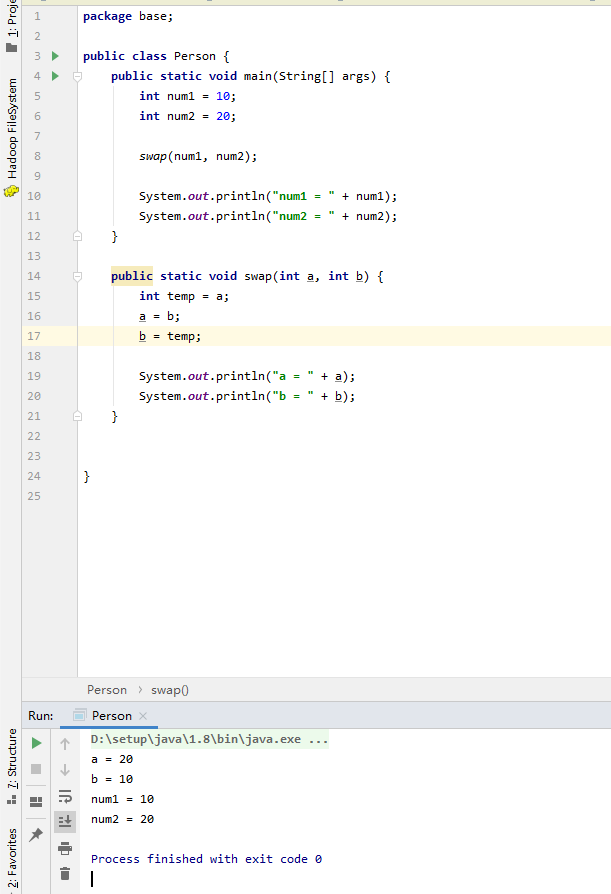 1: Proje
Hadoop FileSystem
7: Structure
2: Favorites
1 package base;
2
3 public class Person {
4 public static void main(String[] args) {
5 int num1 = 10;
6 int num2 = 20;
7
8 swap(num1, num2);
9
10 System.out.println("num1 = " + num1);
11 System.out.println("num2 = " + num2);
12 }
13
14 public static void swap(int a, int b) {
15 int temp = a;
16 a = b;
17 b = temp;
18
19 System.out.println("a = " + a);
20 System.out.println("b = " + b);
21 }
22
23
24 }
25
Person › swap()
Run: Person ×
D:\setup\java\1.8\bin\java.exe ...
a = 20
b = 10
num1 = 10
num2 = 20
Process finished with exit code 0